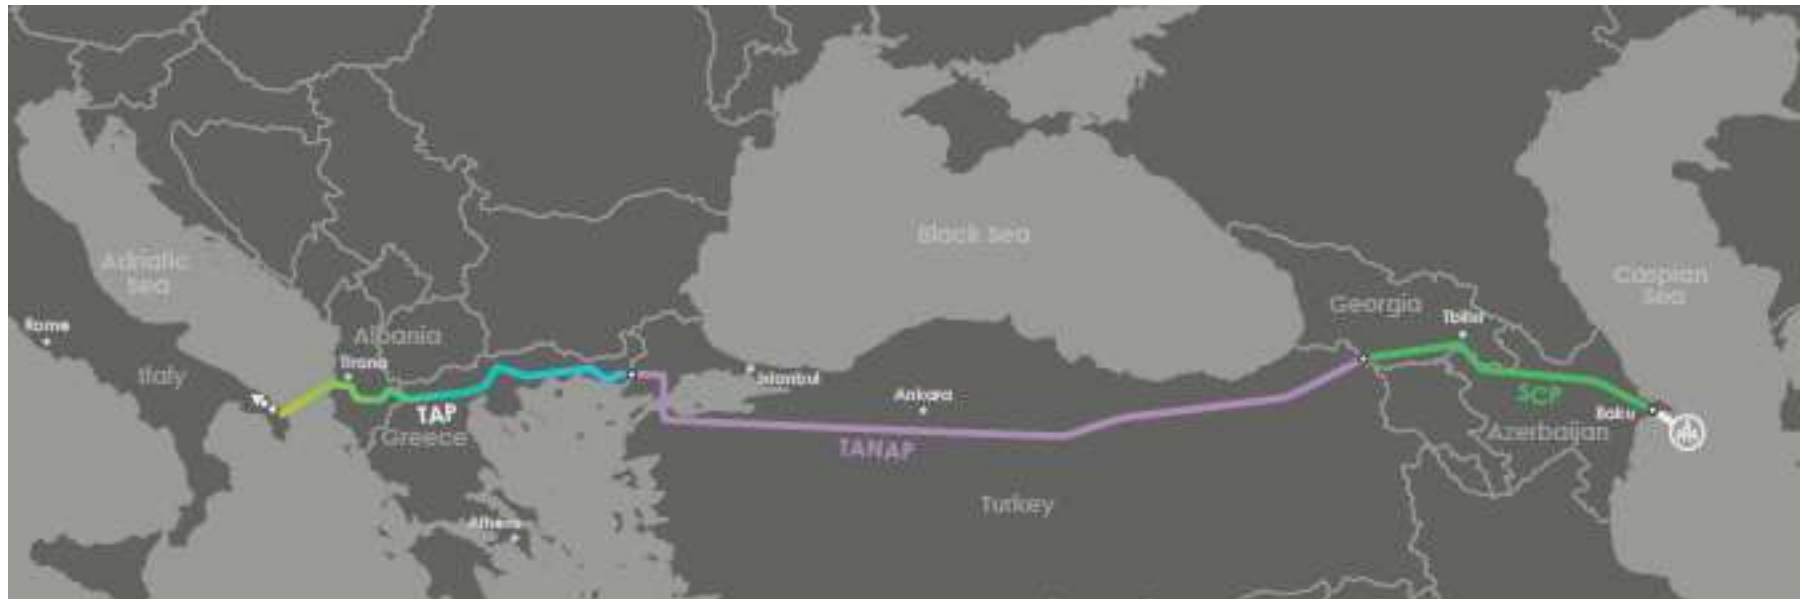 Black Sea
Adriatic
Sea
Caspian
Sea
Georgia
Tbilisi
Rome
Albania
Tirana
Italy
Istanbul
Ankara
TAP
Greece
SCP
Baku
Azerbaijan
TANAP
Turkey
Athens